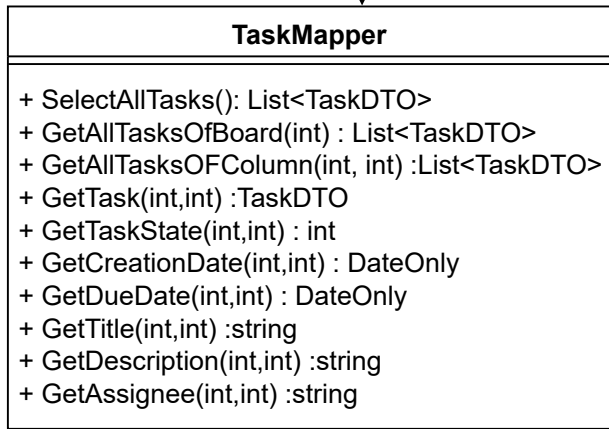 TaskMapper
+ SelectAllTasks(): List<TaskDTO>
+ GetAllTasksOfBoard(int) : List<TaskDTO>
+ GetAllTasksOFColumn(int, int) :List<TaskDTO>
+ GetTask(int,int) :TaskDTO
+ GetTaskState(int,int) : int
+ GetCreationDate(int,int) : DateOnly
+ GetDueDate(int,int) : DateOnly
+ GetTitle(int,int) :string
+ GetDescription(int,int) :string
+ GetAssignee(int,int) :string